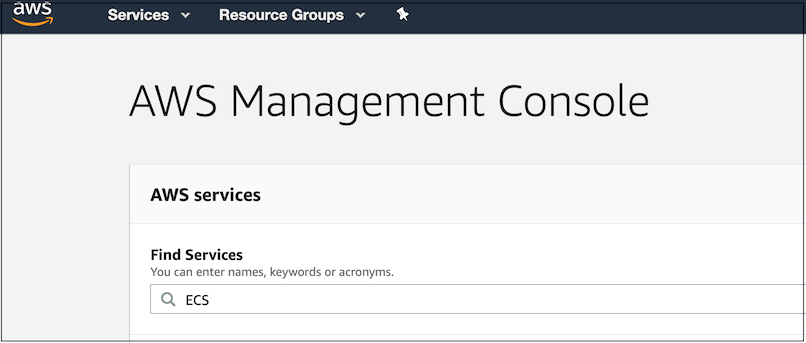 aws
Services Resource Groups
AWS Management Console
AWS services
Find Services
You can enter names, keywords or acronyms.
ECS